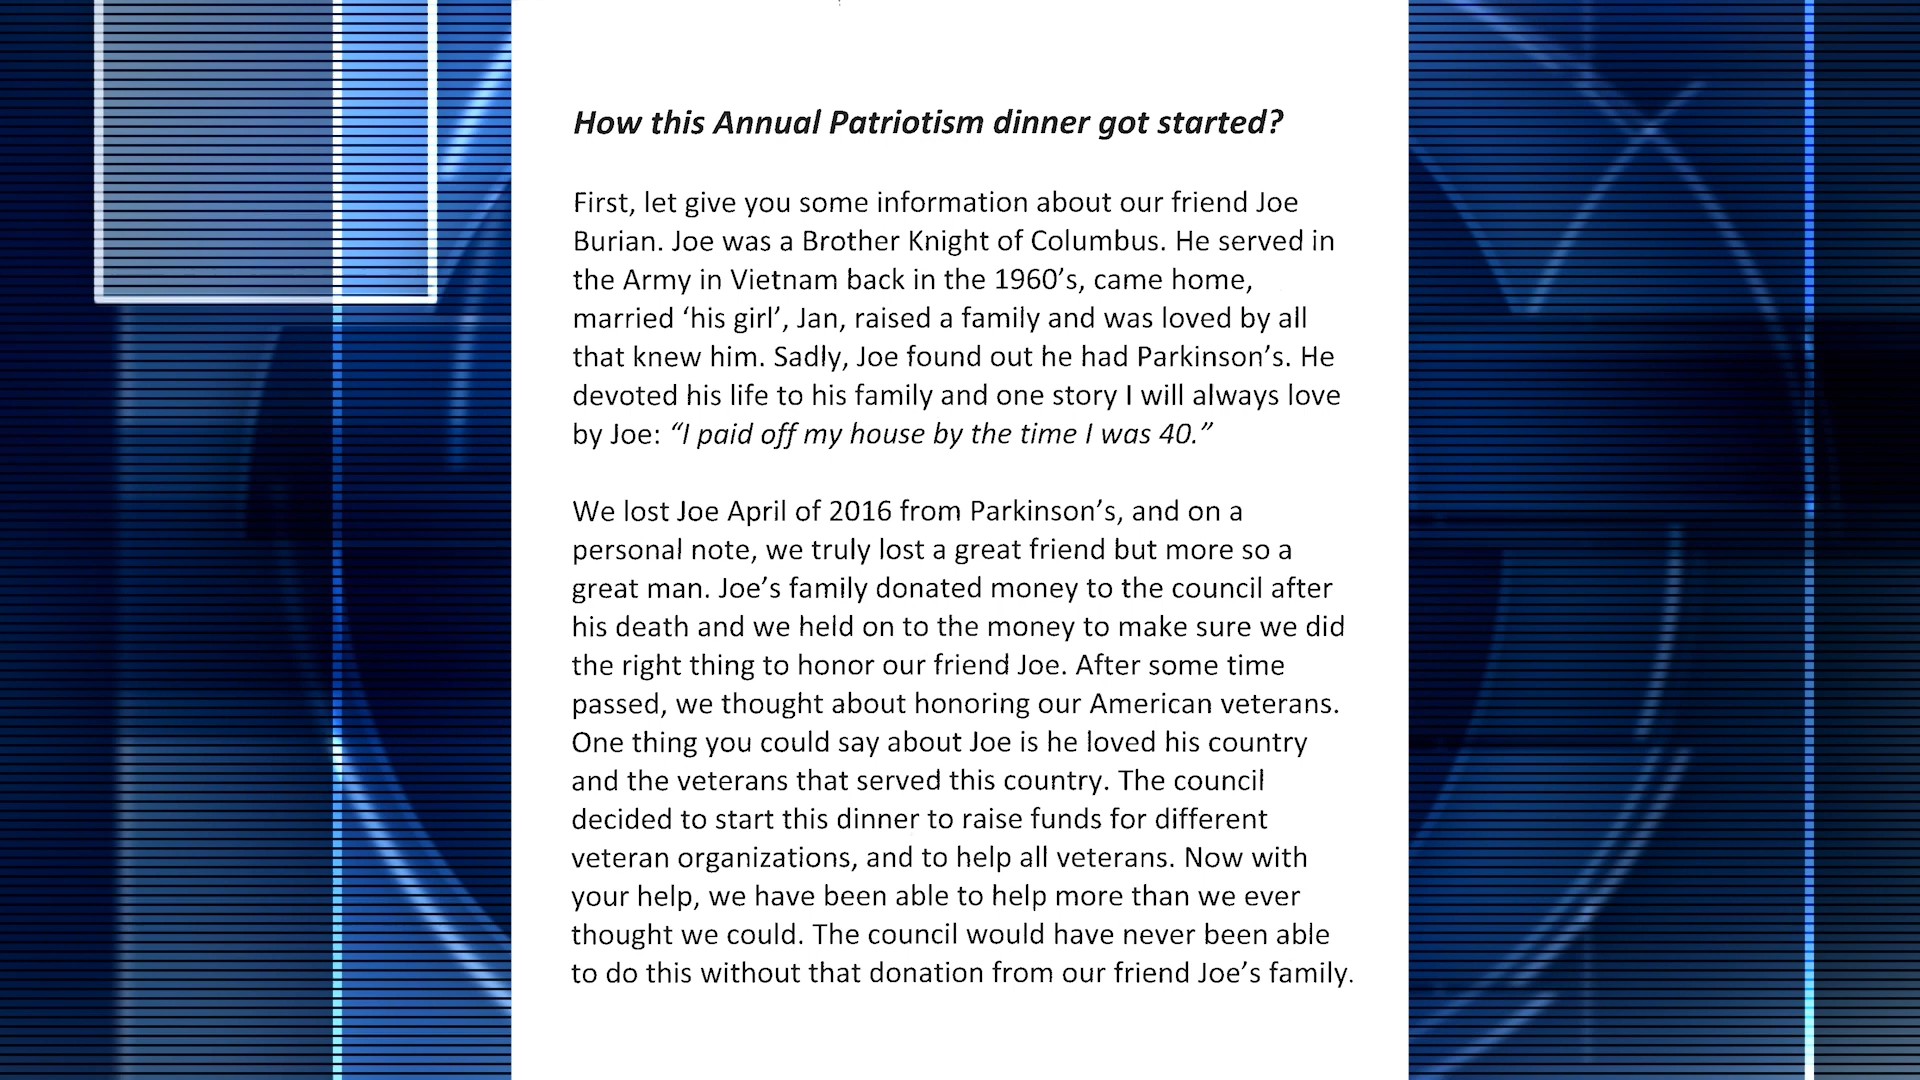 How this Annual Patriotism dinner got started?
First, let give you some information about our friend Joe
Burian. Joe was a Brother Knight of Columbus. He served in
the Army in Vietnam back in the 1960’s, came home,
married ‘his girl’, Jan, raised a family and was loved by all
that knew him. Sadly, Joe found out he had Parkinson’s. He
devoted his life to his family and one story I will always love
by Joe: “I paid off my house by the time I was 40.”
We lost Joe April of 2016 from Parkinson’s, and on a
personal note, we truly lost a great friend but more so a
great man. Joe’s family donated money to the council after
his death and we held on to the money to make sure we did
the right thing to honor our friend Joe. After some time
passed, we thought about honoring our American veterans.
One thing you could say about Joe is he loved his country
and the veterans that served this country. The council
decided to start this dinner to raise funds for different
veteran organizations, and to help all veterans. Now with
your help, we have been able to help more than we ever
thought we could. The council would have never been able
to do this without that donation from our friend Joe’s family.